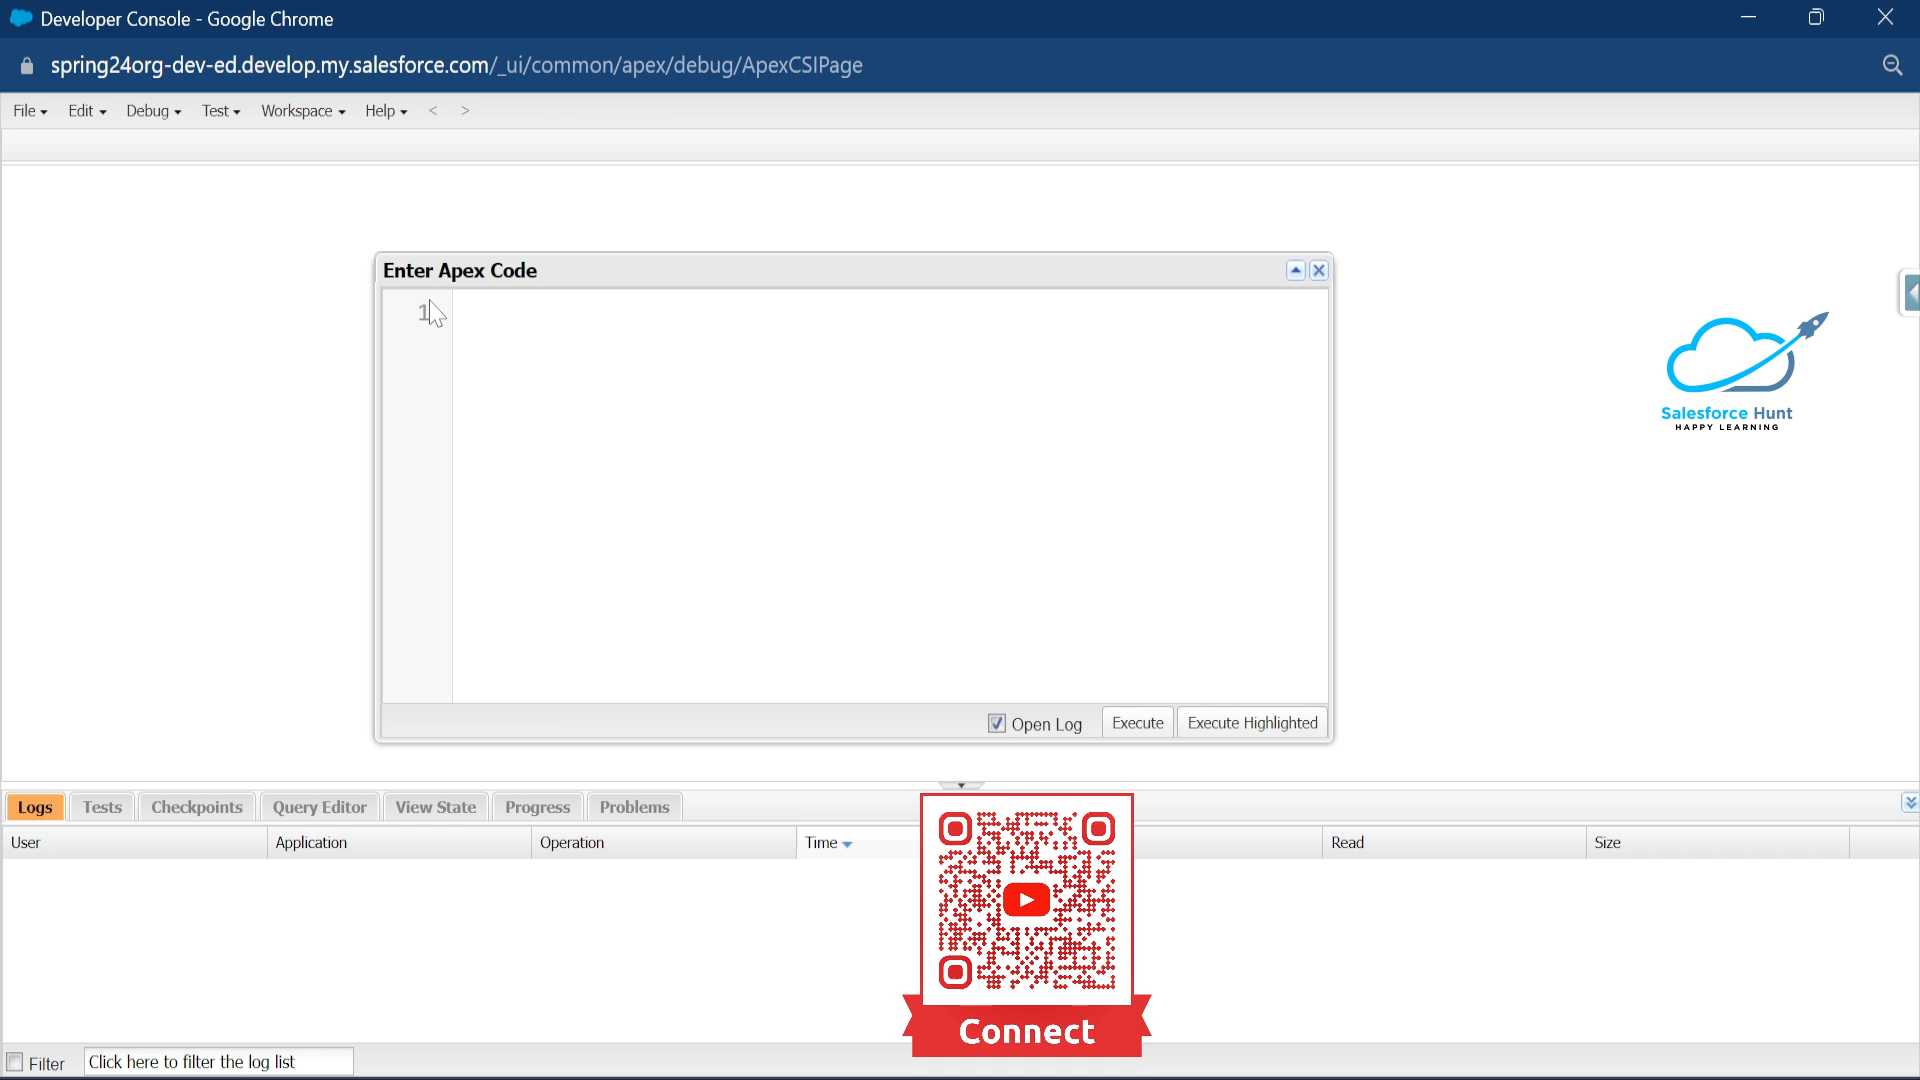 Developer Console - Google Chrome
spring24org-dev-ed.develop.my.salesforce.com/_ui/common/apex/debug/ApexCSIPage
File Edit Debug Test Workspace Help < >
Enter Apex Code
1
Salesforce Hunt
HAPPY LEARNING
Open Log Execute Execute Highlighted
Logs Tests Checkpoints Query Editor View State Progress Problems
User Application Operation Time Read Size
Connect
Filter Click here to filter the log list